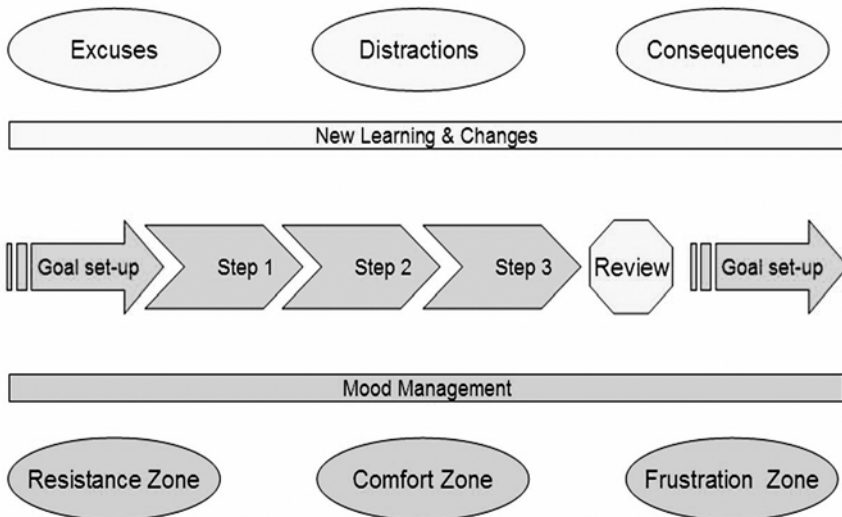 Excuses
Distractions
Consequences
New Learning & Changes
Goal set-up
Step 1
Step 2
Step 3
Review
Goal set-up
Mood Management
Resistance Zone
Comfort Zone
Frustration Zone